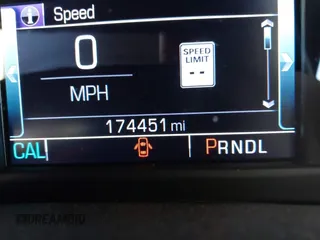 Speed
0
SPEED
LIMIT
--
MPH
174451 mi
CAL
PRNDL